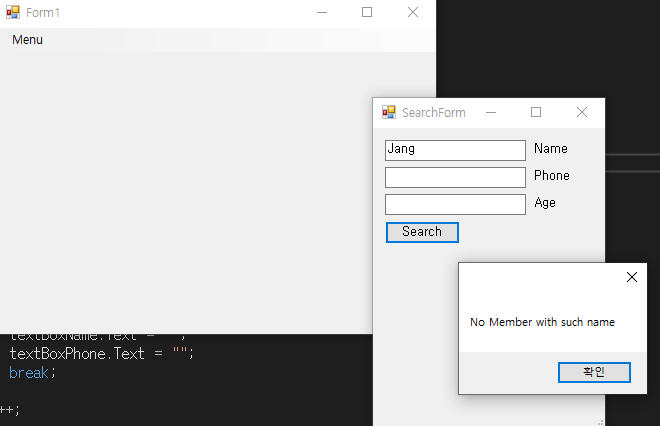 Form1
Menu
SearchForm
Jang
Name
Phone
Age
Search
No Member with such name
확인
textBoxName.Text =
textBoxPhone.Text = "";
break;
++;